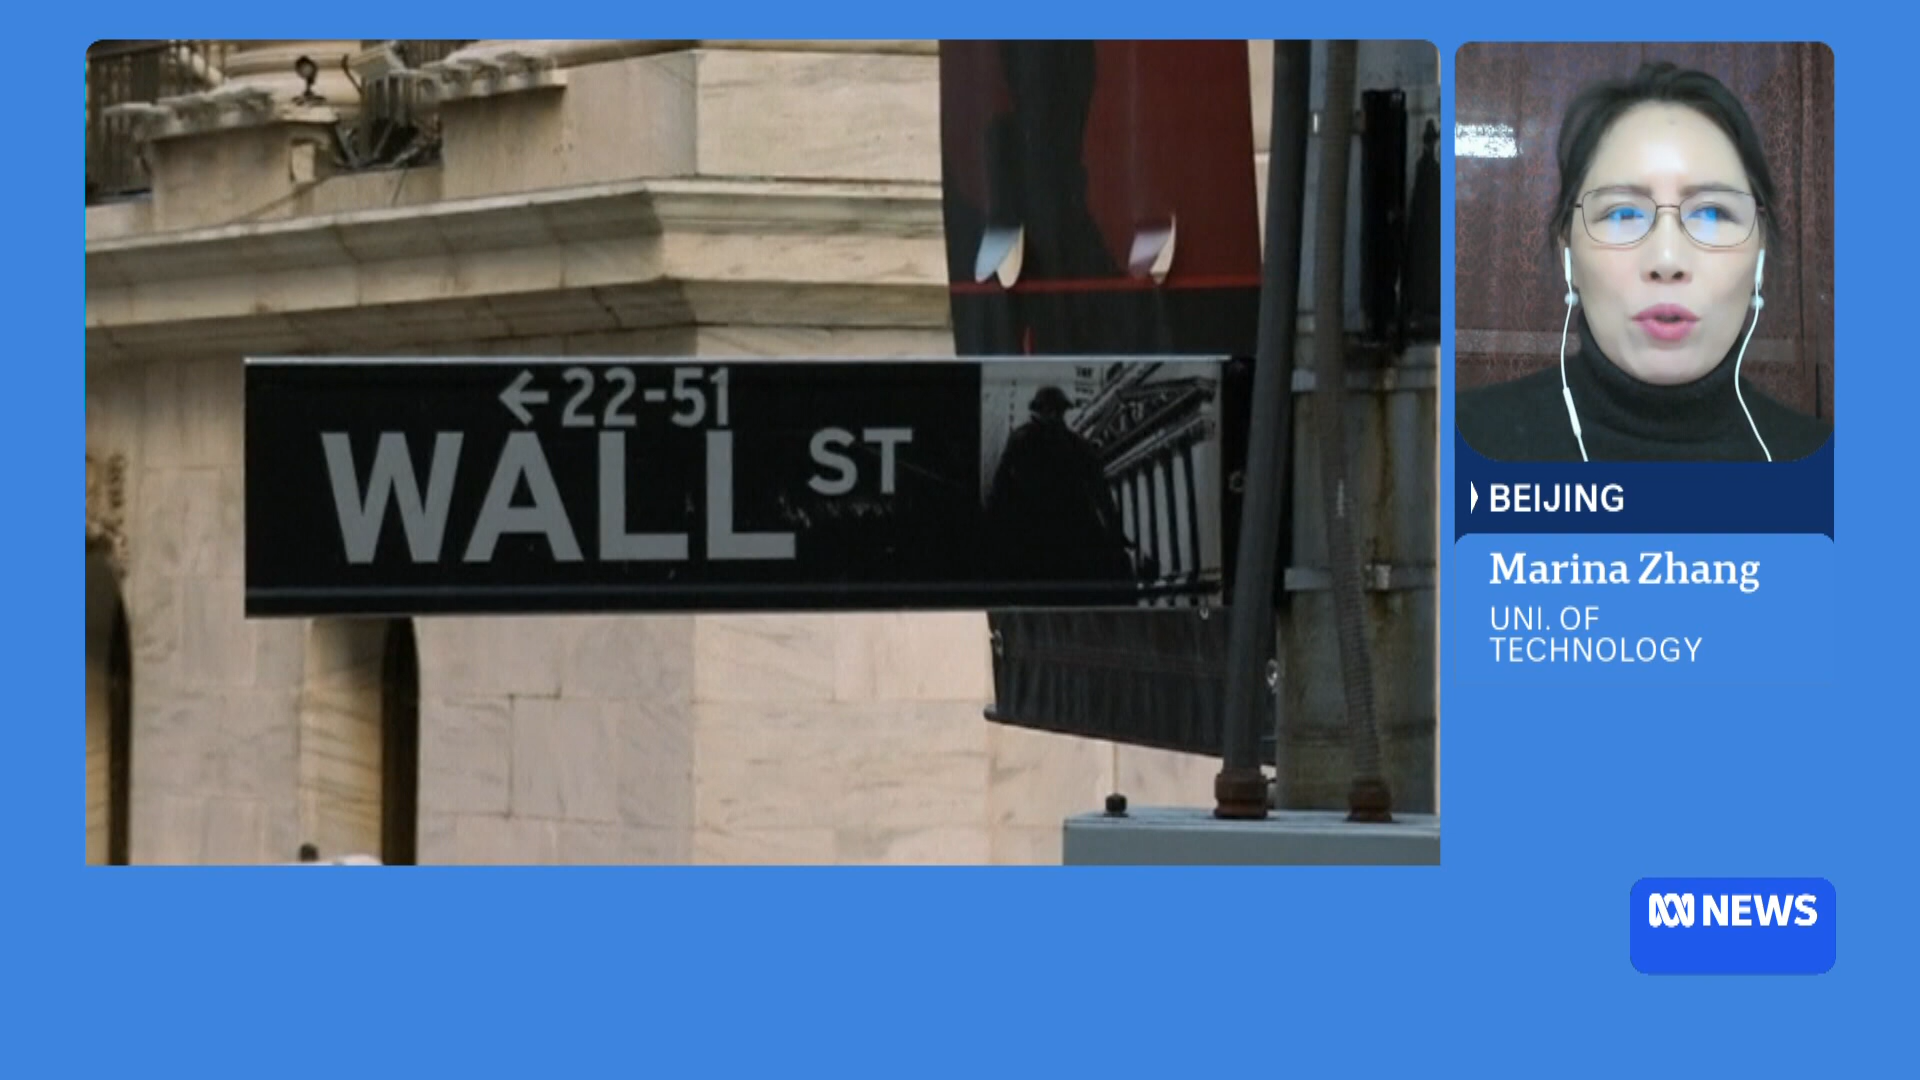 ←22-51
WALL ST
BEIJING
Marina Zhang
UNI. OF
TECHNOLOGY
NEWS